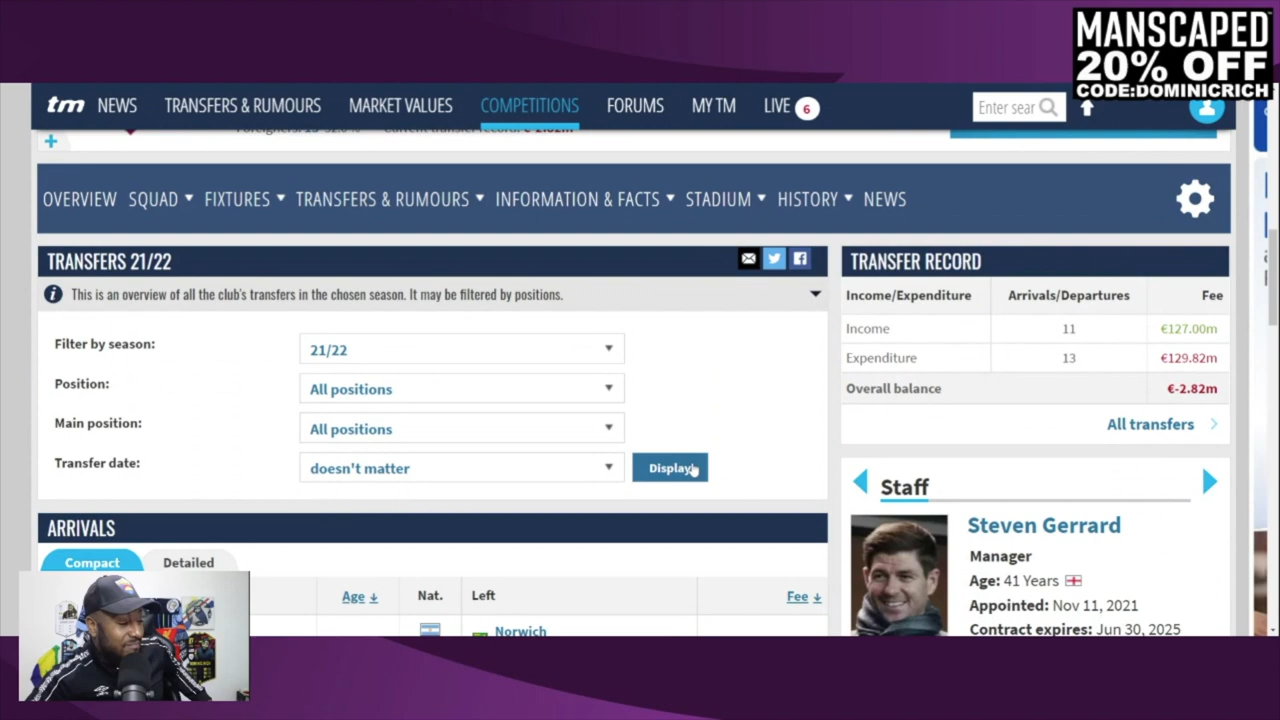 MANSCAPED
20% OFF
CODE:DOMINICRICH
tm NEWS TRANSFERS & RUMOURS MARKET VALUES COMPETITIONS FORUMS MY TM LIVE 6 Enter sear
OVERVIEW SQUAD FIXTURES TRANSFERS & RUMOURS INFORMATION & FACTS STADIUM HISTORY NEWS
TRANSFERS 21/22
This is an overview of all the club's transfers in the chosen season. It may be filtered by positions.
Filter by season: 21/22
Position: All positions
Main position: All positions
Transfer date: doesn't matter Display
ARRIVALS
Compact Detailed
Age Nat. Left Fee
Norwich
TRANSFER RECORD
Income/Expenditure Arrivals/Departures Fee
Income 11 €127.00m
Expenditure 13 €129.82m
Overall balance €-2.82m
All transfers
Staff
Steven Gerrard
Manager
Age: 41 Years
Appointed: Nov 11, 2021
Contract expires: Jun 30, 2025